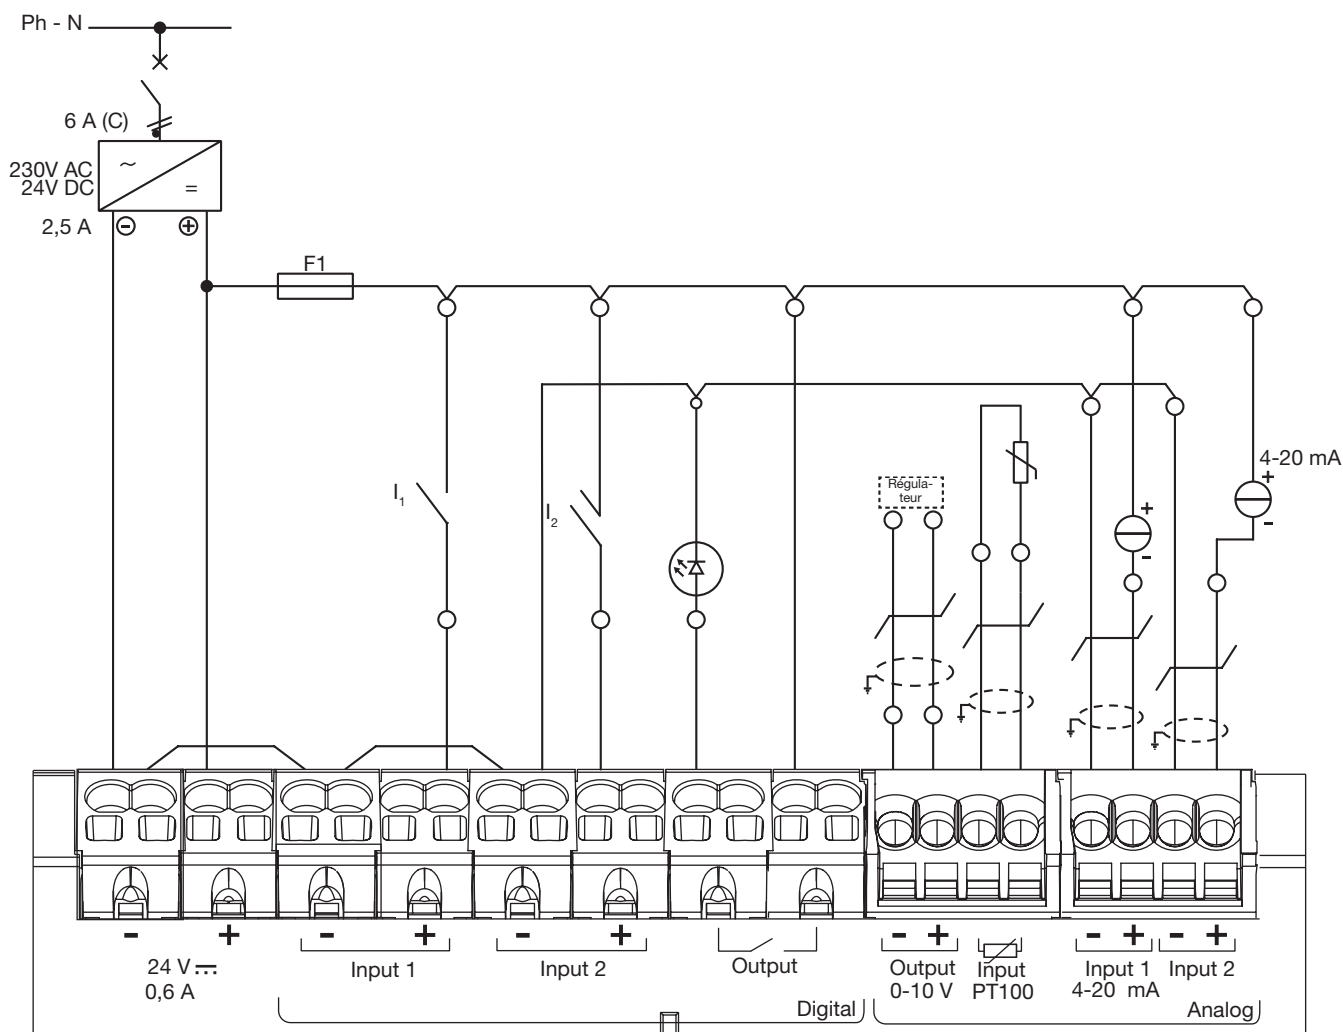 Ph - N
6 A (C)
230V AC
24V DC
~
=
2,5 A
- +
F1
I1
I2
Régula-
teur
4-20 mA
+
-
+
-
- + - + - + - + - + - +
24 V
0,6 A
Input 1
Input 2
Output
Output
0-10 V
Input
PT100
Input 1
4-20 mA
Input 2
Digital
Analog